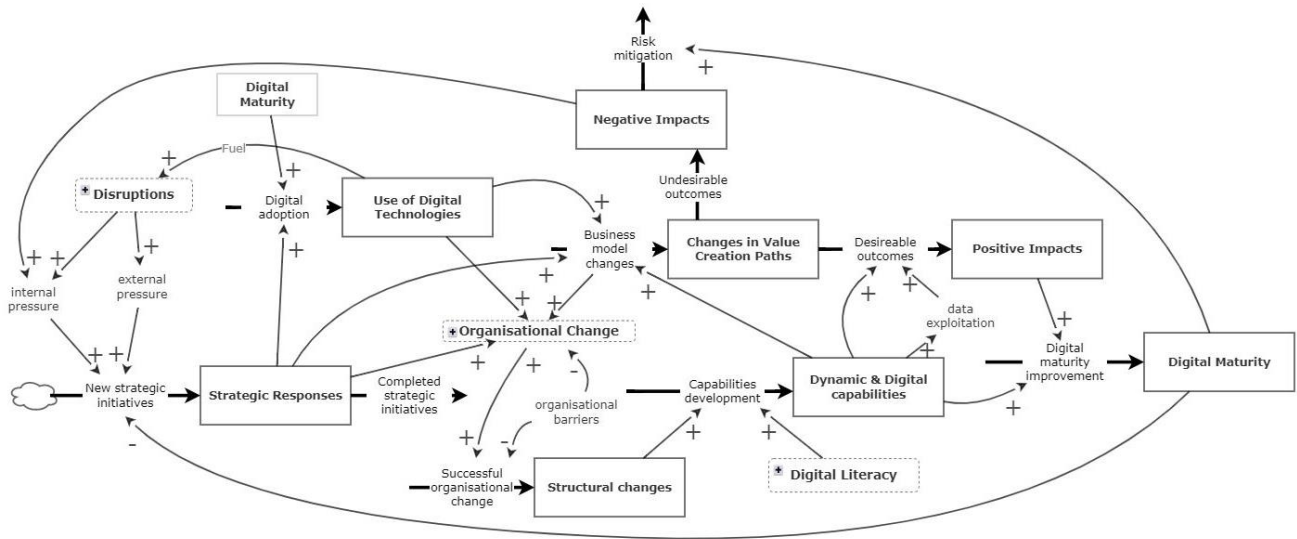 Risk
mitigation
+
Digital
Maturity
Negative Impacts
+
Fuel
+
+
Disruptions
Digital
adoption
+
Use of Digital
Technologies
+
Undesirable
outcomes
+
+
+
internal
pressure
+
external
pressure
+
Business
model
changes
+
+
Changes in Value
Creation Paths
Desireable
outcomes
+
+
Positive Impacts
data
exploitation
+
+
+
+
Organisational Change
+
+
+
+
New strategic
initiatives
-
Strategic Responses
Completed
strategic
initiatives
-
organisational
barriers
Capabilities
development
+
+
Dynamic & Digital
capabilities
+
Digital
maturity
improvement
+
Digital Maturity
+
-
Successful
organisational
change
Structural changes
+
Digital Literacy